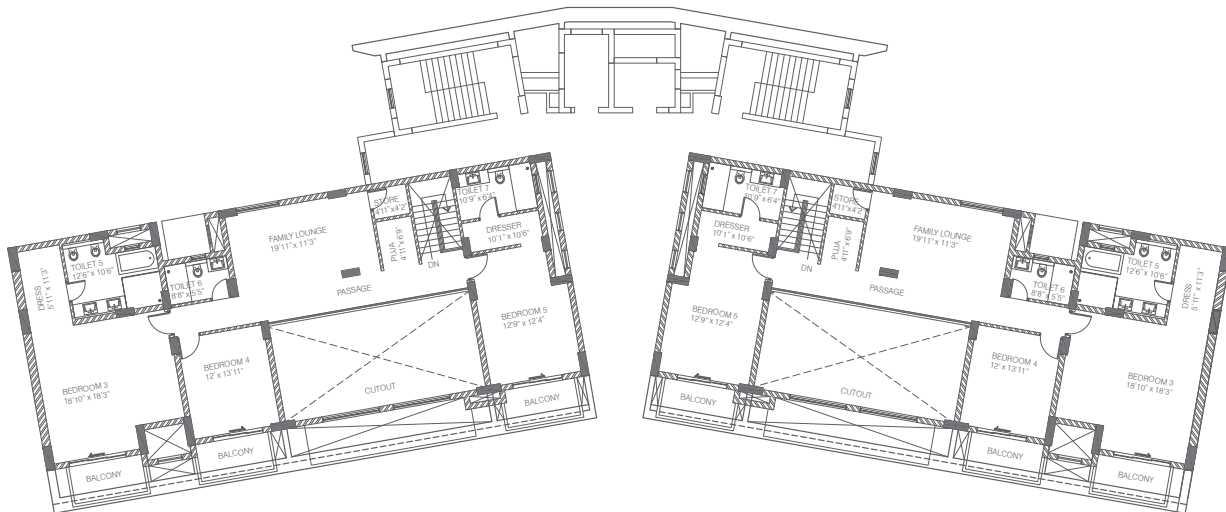 TOILET 7
10'9" x 6'4"
STORE
4'11" x 4'2"
DRESSER
10'1" x 10'6"
FAMILY LOUNGE
19'11" x 11'3"
PUJA
4'11" x 6'9"
DN
TOILET 5
12'6" x 10'6"
TOILET 6
8'8" x 5'5"
DRESS
5'11" x 11'3"
PASSAGE
BEDROOM 5
12'9" x 12'4"
BEDROOM 4
12' x 13'11"
CUTOUT
BEDROOM 3
18'10" x 18'3"
BALCONY
BALCONY
BALCONY
TOILET 7
10'9" x 6'4"
STORE
4'11" x 4'2"
DRESSER
10'1" x 10'6"
FAMILY LOUNGE
19'11" x 11'3"
PUJA
4'11" x 6'9"
DN
TOILET 5
12'6" x 10'6"
TOILET 6
8'8" x 5'5"
DRESS
5'11" x 11'3"
PASSAGE
BEDROOM 5
12'9" x 12'4"
BEDROOM 4
12' x 13'11"
CUTOUT
BEDROOM 3
18'10" x 18'3"
BALCONY
BALCONY
BALCONY